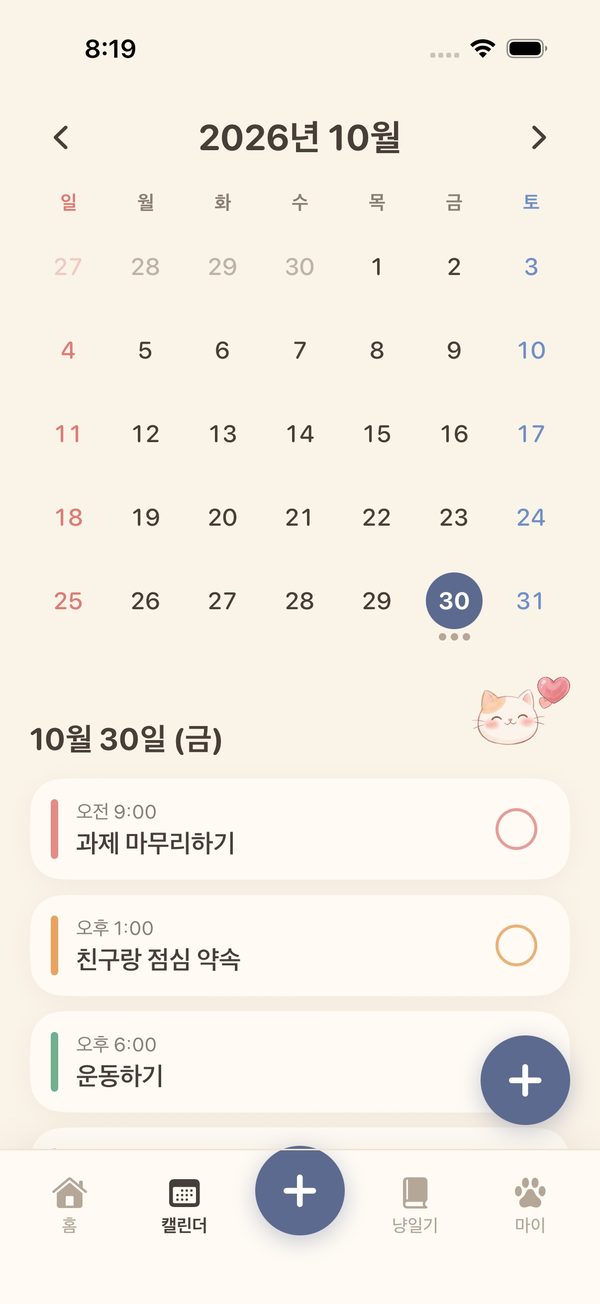 8:19
2026년 10월
일 월 화 수 목 금 토
27 28 29 30 1 2 3
4 5 6 7 8 9 10
11 12 13 14 15 16 17
18 19 20 21 22 23 24
25 26 27 28 29 30 31
10월 30일 (금)
오전 9:00
과제 마무리하기
오후 1:00
친구랑 점심 약속
오후 6:00
운동하기
홈 캘린더 냥일기 마이